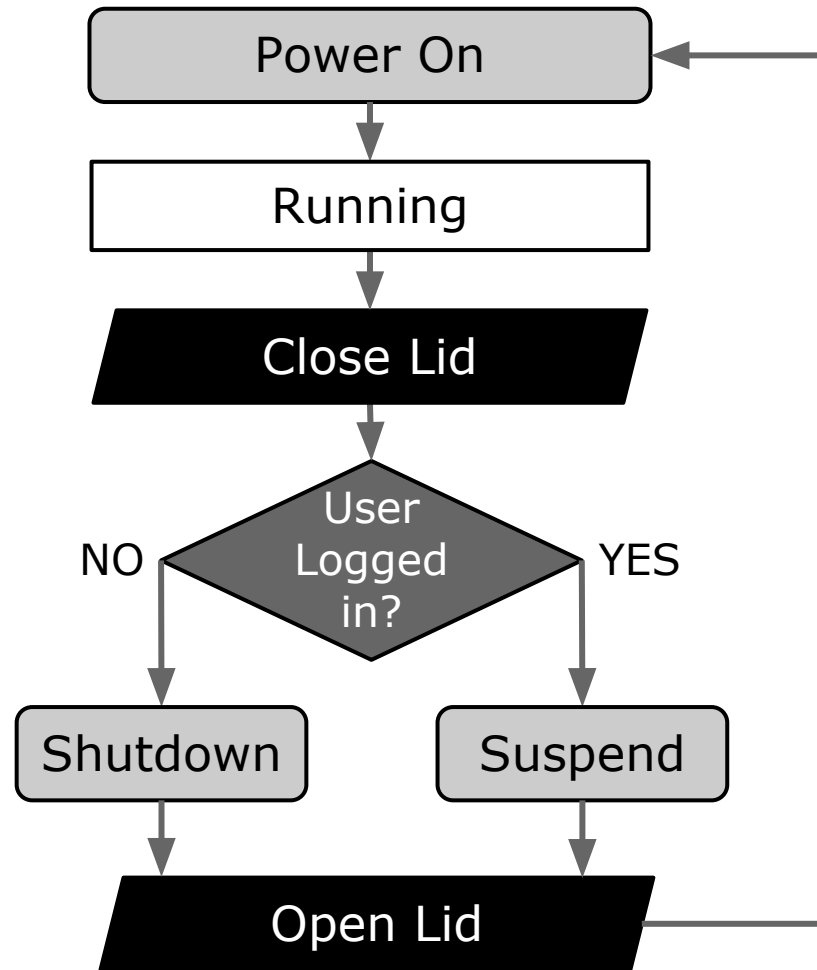 Power On
Running
Close Lid
User
Logged
in?
NO
YES
Shutdown
Suspend
Open Lid